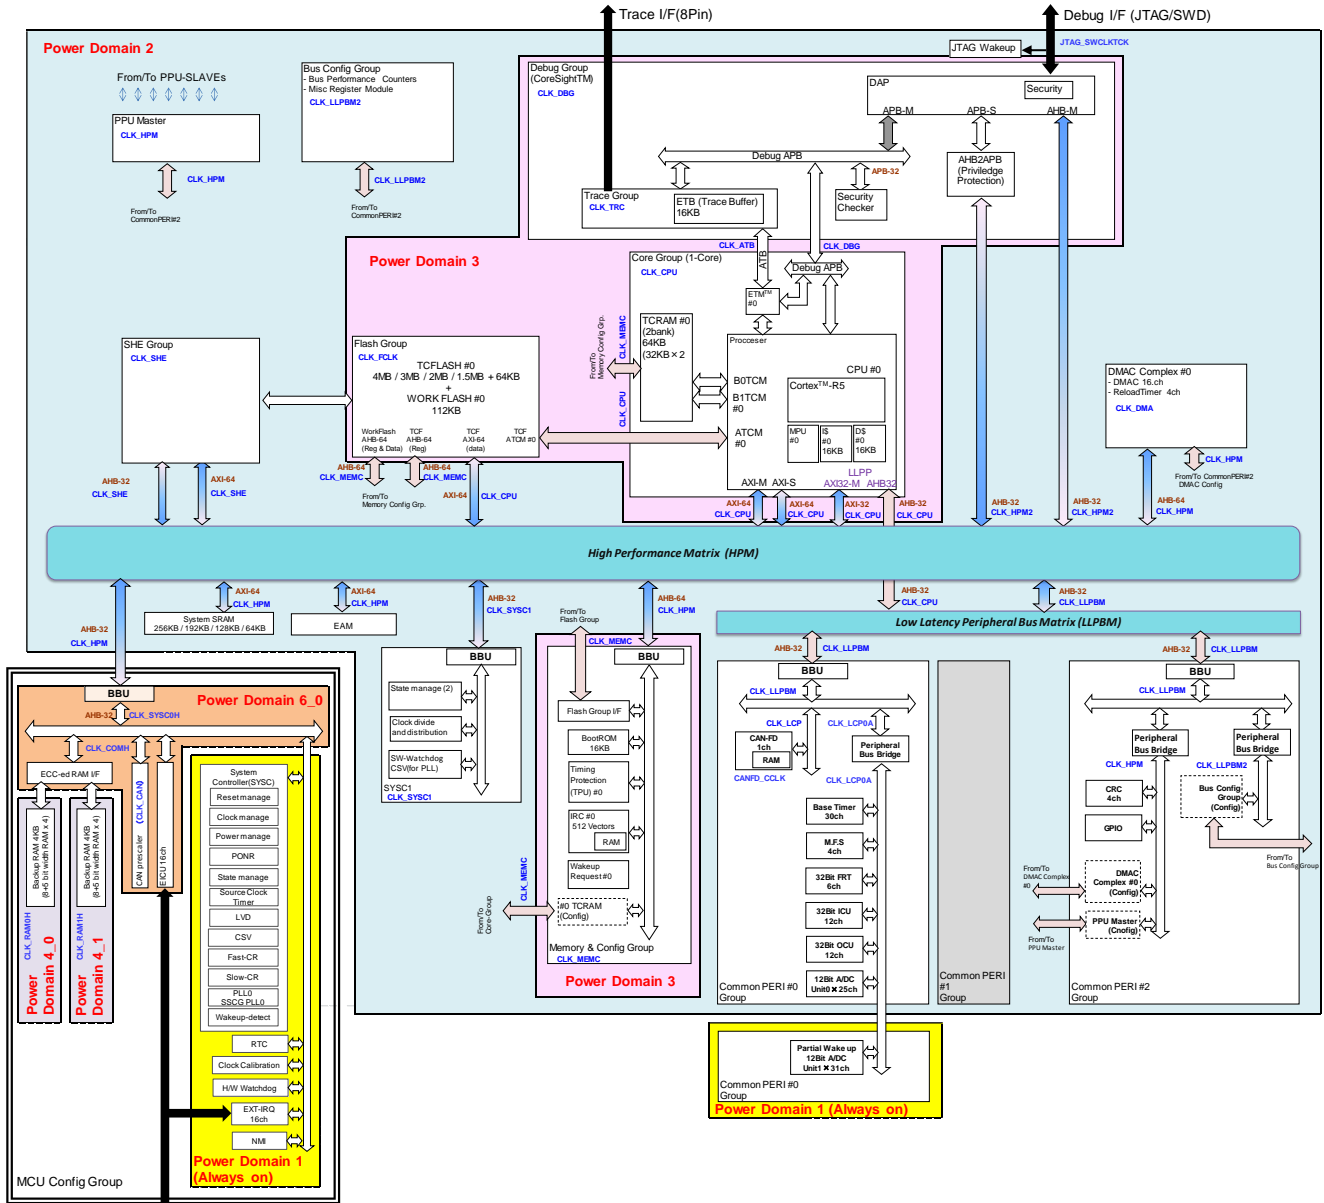 Trace I/F(8Pin)
Debug I/F (JTAG/SWD)
Power Domain 2
JTAG Wakeup
JTAG_SWCLKTCK
From/To PPU-SLAVEs
PPU Master
CLK_HPM
CLK_HPM
From/To
CommonPERI#2
Bus Config Group
- Bus Performance Counters
- Misc Register Module
CLK_LLPBM2
CLK_LLPBM2
From/To
CommonPERI#2
Debug Group
(CoreSightTM)
CLK_DBG
DAP
Security
APB-M
APB-S
AHB-M
Debug APB
APB-32
AHB2APB
(Priviledge
Protection)
Trace Group
CLK_TRC
ETB (Trace Buffer)
16KB
Security
Checker
CLK_ATB
ATB
CLK_DBG
Power Domain 3
Core Group (1-Core)
CLK_CPU
Debug APB
ETM™
#0
TCRAM #0
(2bank)
64KB
(32KB × 2
CLK_MEMC
From/To
Memory Config Grp.
CLK_CPU
Procceser
CPU #0
Cortex™-R5
B0TCM
B1TCM
#0
ATCM
#0
MPU
#0
I$
#0
16KB
D$
#0
16KB
LLPP
AXI-M AXI-S
AXI32-M AHB32
SHE Group
CLK_SHE
Flash Group
CLK_FCLK
TCFLASH #0
4MB / 3MB / 2MB / 1.5MB + 64KB
+
WORK FLASH #0
112KB
WorkFlash
AHB-64
(Reg & Data)
TCF
AHB-64
(Reg)
TCF
AXI-64
(data)
TCF
ATCM #0
DMAC Complex #0
- DMAC 16.ch
- ReloadTimer 4ch
CLK_DMA
CLK_HPM
From/To CommonPERI#2
DMAC Config
AHB-32
CLK_SHE
AXI-64
CLK_SHE
AHB-64
CLK_MEMC
From/To
Memory Config Grp.
AHB-64
CLK_MEMC
AXI-64
CLK_CPU
AXI-64
CLK_CPU
AXI-64
CLK_CPU
AXI-32
CLK_CPU
AHB-32
CLK_CPU
AHB-32
CLK_HPM2
AHB-32
CLK_HPM2
AHB-64
CLK_HPM
High Performance Matrix (HPM)
AHB-32
CLK_HPM
AXI-64
CLK_HPM
System SRAM
256KB / 192KB / 128KB / 64KB
AXI-64
CLK_HPM
EAM
AHB-32
CLK_SYSC1
From/To
Flash Group
AHB-64
CLK_HPM
AHB-32
CLK_CPU
AHB-32
CLK_LLPBM
Low Latency Peripheral Bus Matrix (LLPBM)
BBU
Power Domain 6_0
AHB-32
CLK_SYSC0H
CLK_COMH
ECC-ed RAM I/F
Backup RAM 4KB
(8+5 bit width RAM x 4)
CLK_RAM0H
Power
Domain 4_0
Backup RAM 4KB
(8+5 bit width RAM x 4)
CLK_RAM1H
Power
Domain 4_1
CAN prescaler
(CLK_CAN)
EICU 16ch
System
Controller(SYSC)
Reset manage
Clock manage
Power manage
PONR
State manage
Source Clock
Timer
LVD
CSV
Fast-CR
Slow-CR
PLL0
SSCG PLL0
Wakeup-detect
RTC
Clock Calibration
H/W Watchdog
EXT-IRQ
16ch
NMI
Power Domain 1
(Always on)
MCU Config Group
BBU
State manage (2)
Clock divide
and distribution
SW-Watchdog
CSV(for PLL)
SYSC1
CLK_SYSC1
CLK_MEMC
BBU
Flash Group I/F
BootROM
16KB
Timing
Protection
(TPU) #0
IRC #0
512 Vectors
RAM
Wakeup
Request #0
#0 TCRAM
(Config)
CLK_MEMC
From/To
Core-Group
Memory & Config Group
CLK_MEMC
Power Domain 3
AHB-32
CLK_LLPBM
BBU
CLK_LLPBM
CLK_LCP
CLK_LCP0A
CAN-FD
1ch
RAM
CANFD_CCLK
Peripheral
Bus Bridge
CLK_LCP0A
Base Timer
30ch
M.F.S
4ch
32Bit FRT
6ch
32Bit ICU
12ch
32Bit OCU
12ch
12Bit A/DC
Unit0 × 25ch
Common PERI #0
Group
Partial Wake up
12Bit A/DC
Unit1 × 31ch
Common PERI #0
Group
Power Domain 1 (Always on)
Common PERI
#1
Group
AHB-32
CLK_LLPBM
BBU
CLK_LLPBM
Peripheral
Bus Bridge
CLK_HPM
Peripheral
Bus Bridge
CLK_LLPBM2
CRC
4ch
GPIO
Bus Config
Group
(Config)
From/To
Bus Config Group
From/To
DMAC Complex
#0
DMAC
Complex #0
(Config)
PPU Master
(Cnofig)
From/To
PPU Master
Common PERI #2
Group